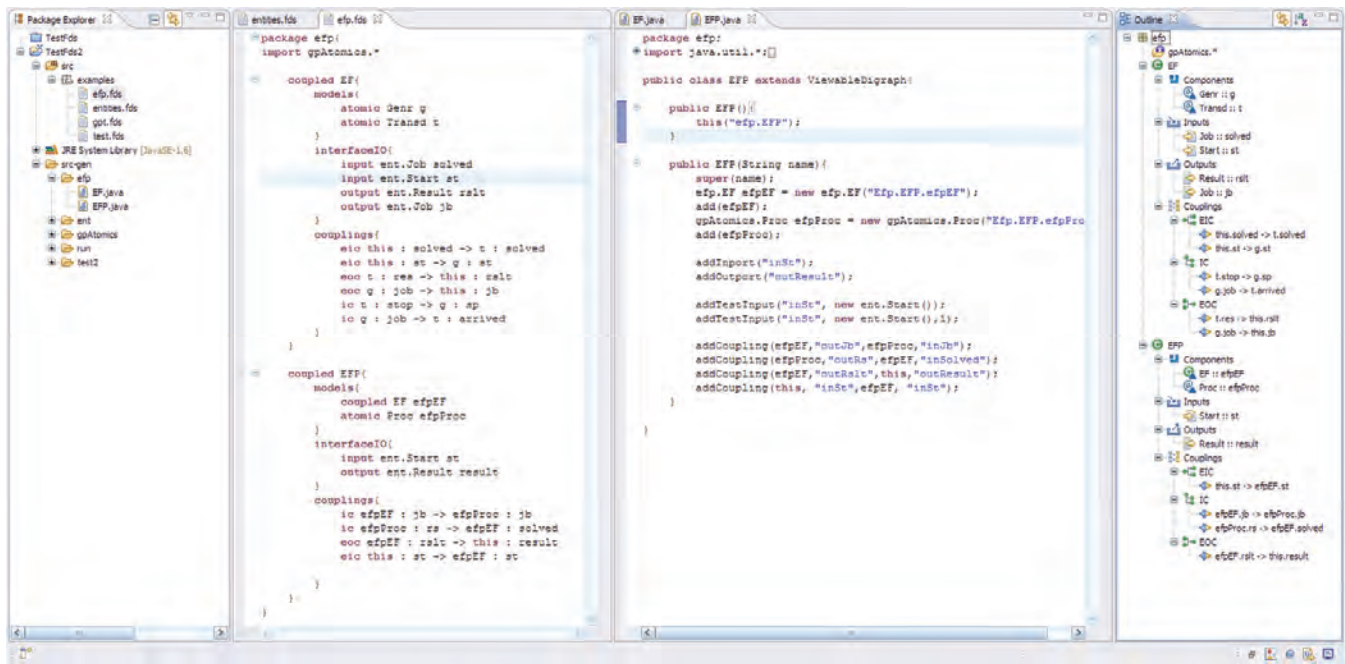 Package Explorer
TestFds
TestFds2
src
examples
efp.fds
entities.fds
gpt.fds
test.fds
JRE System Library [JavaSE-1.6]
src-gen
efp
EF.java
EFP.java
ent
gpAtomics
run
test2
entities.fds
efp.fds
package efp{
import gpAtomics.*
coupled EF{
models{
atomic Genr g
atomic Transd t
}
interfaceIO{
input ent.Job solved
input ent.Start st
output ent.Result rslt
output ent.Job jb
}
couplings{
eic this : solved -> t : solved
eic this : st -> g : st
eoc t : res -> this : rslt
eoc g : job -> this : jb
ic t : stop -> g : sp
ic g : job -> t : arrived
}
}
coupled EFP{
models{
coupled EF efpEF
atomic Proc efpProc
}
interfaceIO{
input ent.Start st
output ent.Result result
}
couplings{
ic efpEF : jb -> efpProc : jb
ic efpProc : rs -> efpEF : solved
eoc efpEF : rslt -> this : result
eic this : st -> efpEF : st
}
}
}
EF.java
EFP.java
package efp;
import java.util.*;
public class EFP extends ViewableDigraph{
public EFP(){
this("efp.EFP");
}
public EFP(String name){
super(name);
efp.EF efpEF = new efp.EF("Efp.EFP.efpEF");
add(efpEF);
gpAtomics.Proc efpProc = new gpAtomics.Proc("Efp.EFP.efpPro
add(efpProc);
addInport("inSt");
addOutport("outResult");
addTestInput("inSt", new ent.Start());
addTestInput("inSt", new ent.Start(),1);
addCoupling(efpEF,"outJb",efpProc,"inJb");
addCoupling(efpProc,"outRs",efpEF,"inSolved");
addCoupling(efpEF,"outRslt",this,"outResult");
addCoupling(this, "inSt",efpEF, "inSt");
}
}
Outline
efp
gpAtomics.*
EF
Components
Genr :: g
Transd :: t
Inputs
Job :: solved
Start :: st
Outputs
Result :: rslt
Job :: jb
Couplings
EIC
this.solved -> t.solved
this.st -> g.st
IC
t.stop -> g.sp
g.job -> t.arrived
EOC
t.res -> this.rslt
g.job -> this.jb
EFP
Components
EF :: efpEF
Proc :: efpProc
Inputs
Start :: st
Outputs
Result :: result
Couplings
EIC
this.st -> efpEF.st
IC
efpEF.jb -> efpProc.jb
efpProc.rs -> efpEF.solved
EOC
efpEF.rslt -> this.result